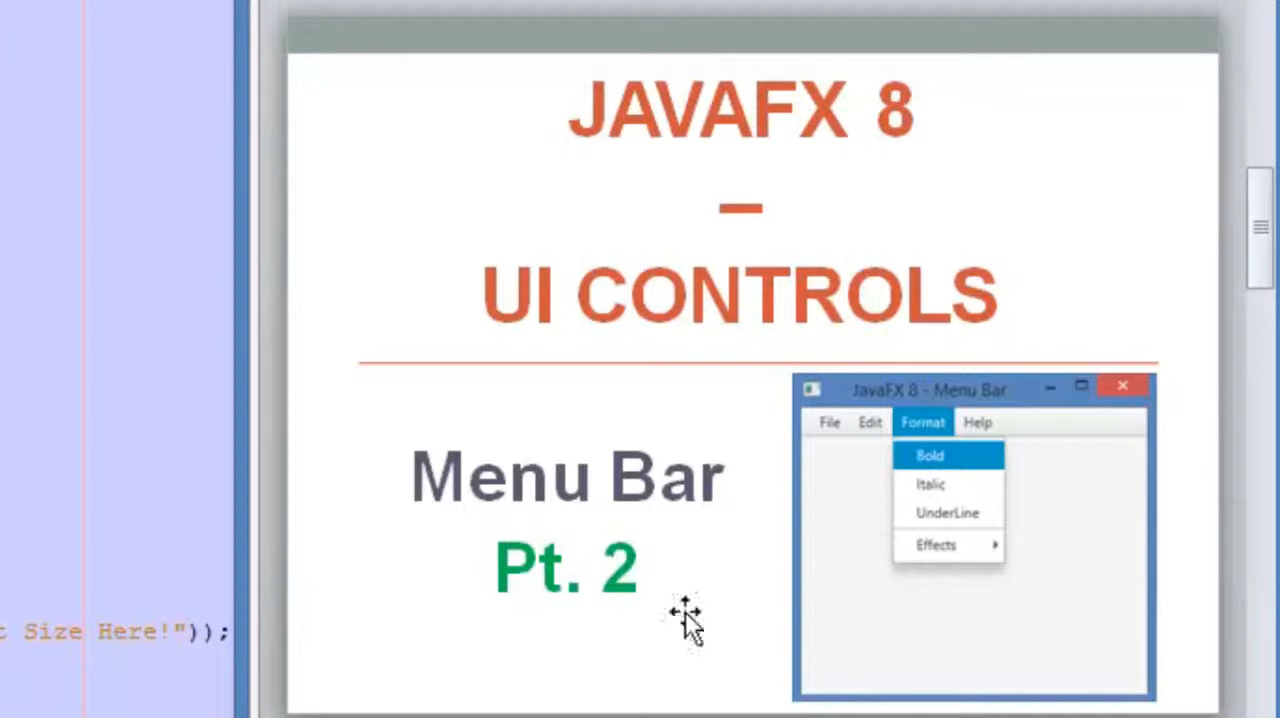 JAVAFX 8
–
UI CONTROLS
Menu Bar
Pt. 2
JavaFX 8 - Menu Bar
File Edit Format Help
Bold
Italic
UnderLine
Effects
Size Here!"));